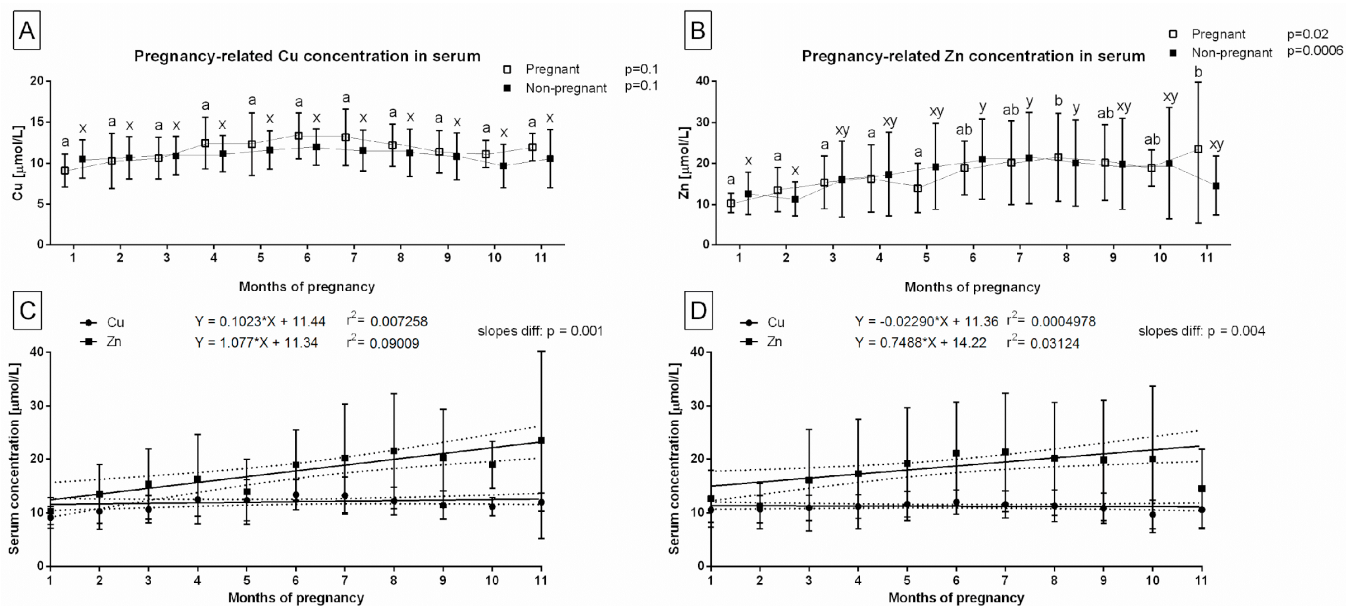 A
Pregnancy-related Cu concentration in serum
Pregnant p=0.1
Non-pregnant p=0.1
20
15
10
5
0
Cu [μmol/L]
a x a x a x a x a x a x a x a x a x a x a x
1 2 3 4 5 6 7 8 9 10 11
Months of pregnancy
B
Pregnancy-related Zn concentration in serum
Pregnant p=0.02
Non-pregnant p=0.0006
40
30
20
10
0
Zn [μmol/L]
a x a x a xy a xy a xy ab y ab y b y ab xy ab xy b xy
1 2 3 4 5 6 7 8 9 10 11
Months of pregnancy
C
Cu Y = 0.1023*X + 11.44 r2= 0.007258
Zn Y = 1.077*X + 11.34 r2= 0.09009
slopes diff: p = 0.001
40
30
20
10
0
Serum concentration [μmol/L]
1 2 3 4 5 6 7 8 9 10 11
Months of pregnancy
D
Cu Y = -0.02290*X + 11.36 r2= 0.0004978
Zn Y = 0.7488*X + 14.22 r2= 0.03124
slopes diff: p = 0.004
40
30
20
10
0
Serum concentration [μmol/L]
1 2 3 4 5 6 7 8 9 10 11
Months of pregnancy